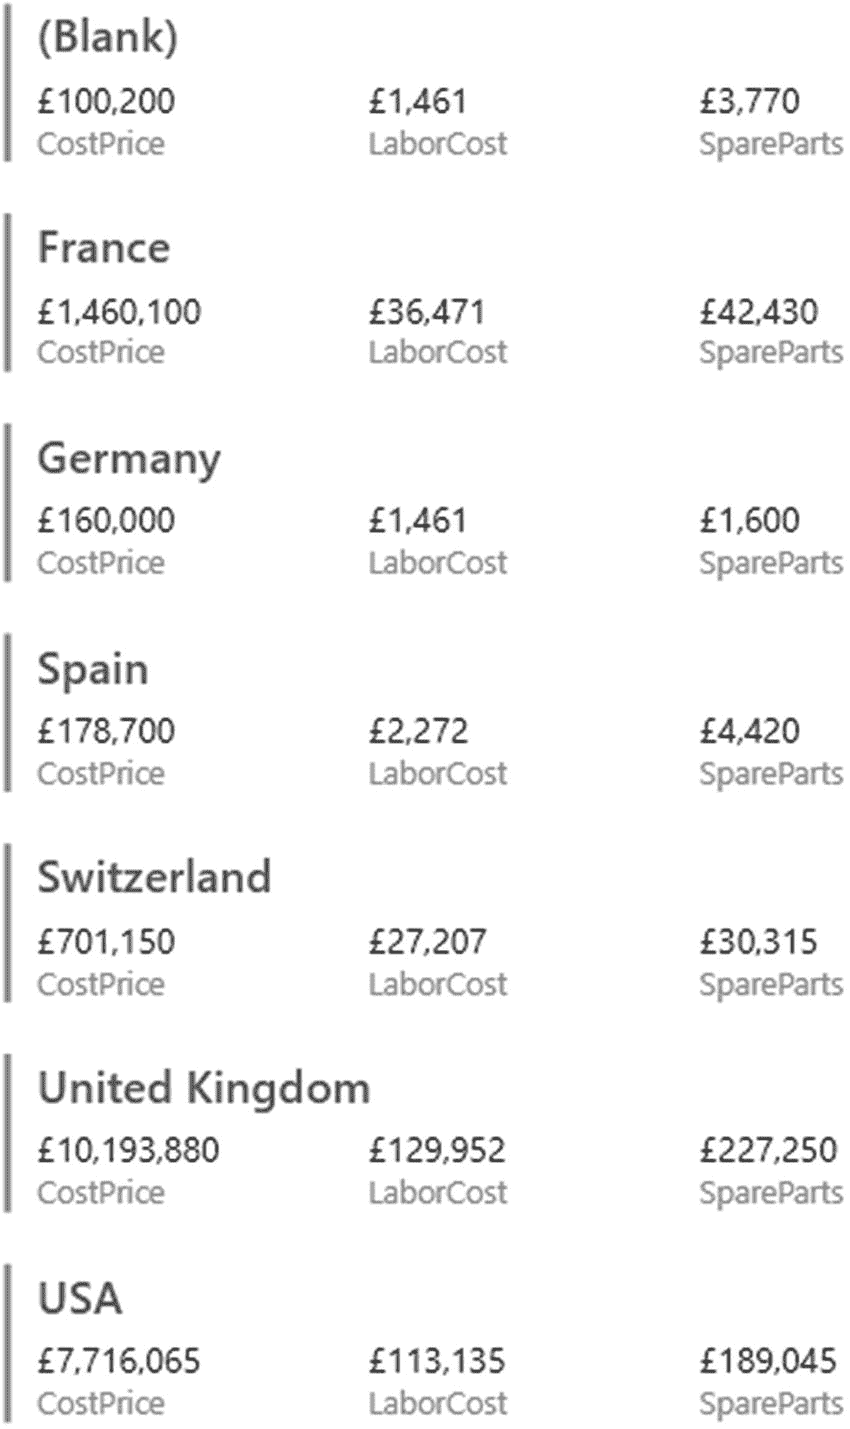 (Blank)
£100,200 £1,461 £3,770
CostPrice LaborCost SpareParts
France
£1,460,100 £36,471 £42,430
CostPrice LaborCost SpareParts
Germany
£160,000 £1,461 £1,600
CostPrice LaborCost SpareParts
Spain
£178,700 £2,272 £4,420
CostPrice LaborCost SpareParts
Switzerland
£701,150 £27,207 £30,315
CostPrice LaborCost SpareParts
United Kingdom
£10,193,880 £129,952 £227,250
CostPrice LaborCost SpareParts
USA
£7,716,065 £113,135 £189,045
CostPrice LaborCost SpareParts